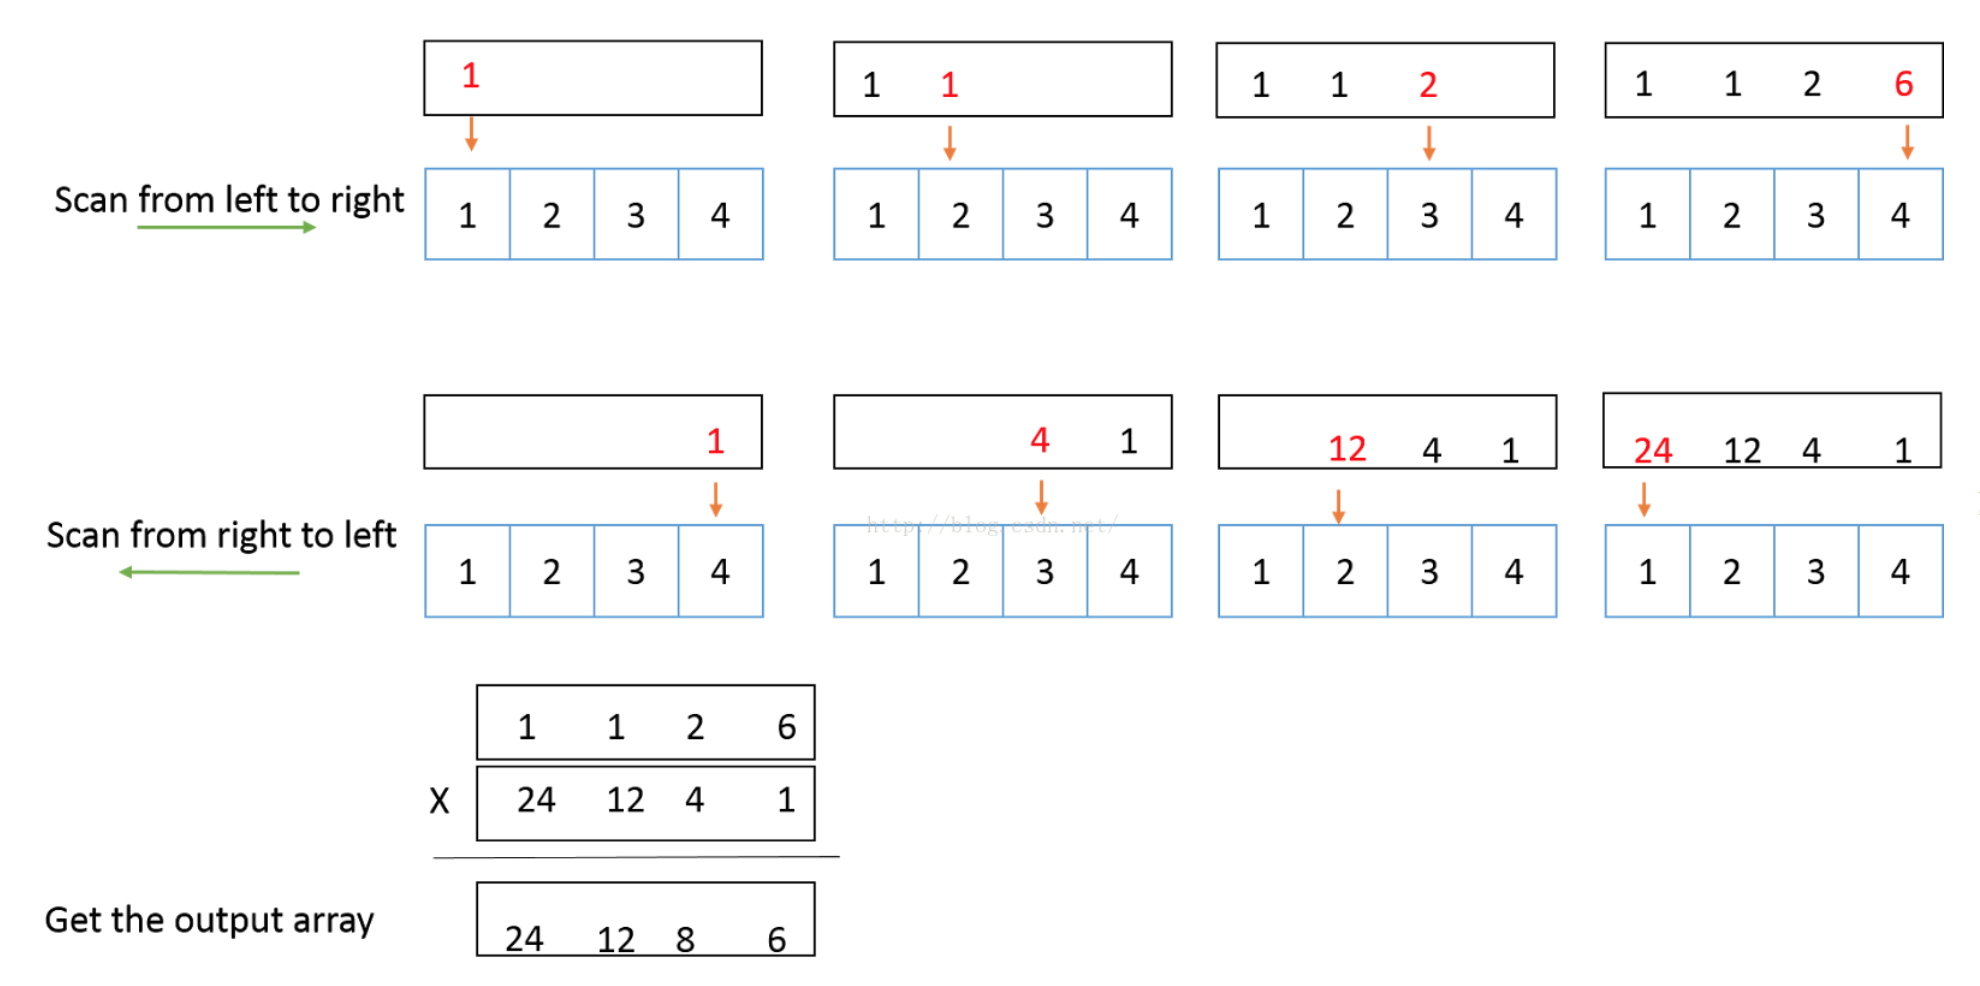 1
1 1
1 1 2
1 1 2 6
Scan from left to right
1 2 3 4
1 2 3 4
1 2 3 4
1 2 3 4
1
4 1
12 4 1
24 12 4 1
Scan from right to left
http://blog.csdn.net/
1 2 3 4
1 2 3 4
1 2 3 4
1 2 3 4
1 1 2 6
X 24 12 4 1
Get the output array
24 12 8 6